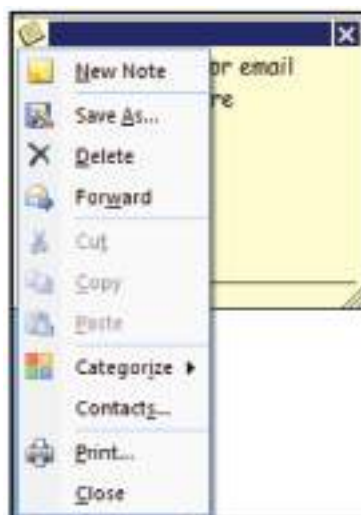 New Note
or email
Save As...
re
Delete
Forward
Cut
Copy
Paste
Categorize
Contacts...
Print...
Close